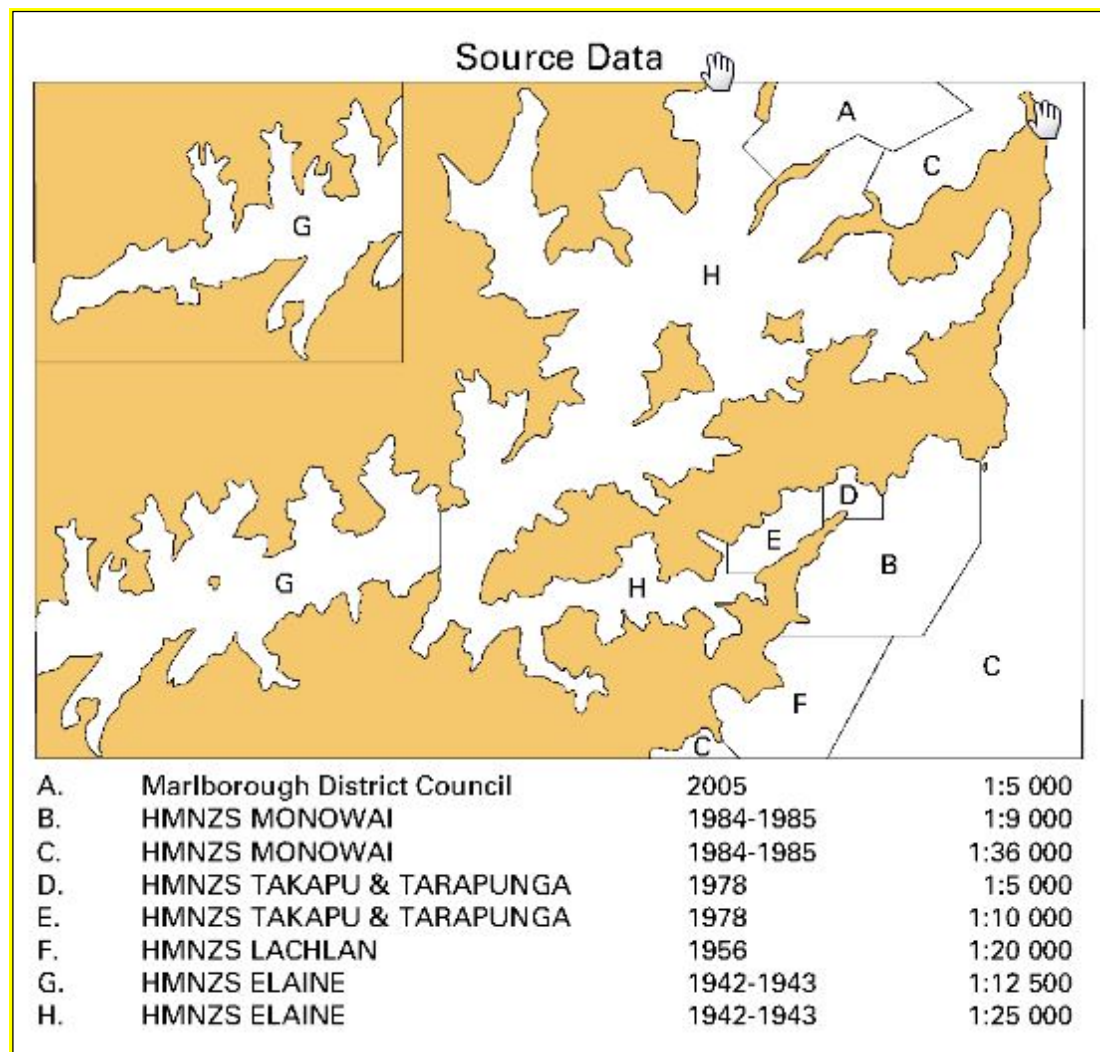 Source Data
A
C
G
H
D
E
B
G
H
C
F
C
A. Marlborough District Council 2005 1:5 000
B. HMNZS MONOWAI 1984-1985 1:9 000
C. HMNZS MONOWAI 1984-1985 1:36 000
D. HMNZS TAKAPU & TARAPUNGA 1978 1:5 000
E. HMNZS TAKAPU & TARAPUNGA 1978 1:10 000
F. HMNZS LACHLAN 1956 1:20 000
G. HMNZS ELAINE 1942-1943 1:12 500
H. HMNZS ELAINE 1942-1943 1:25 000